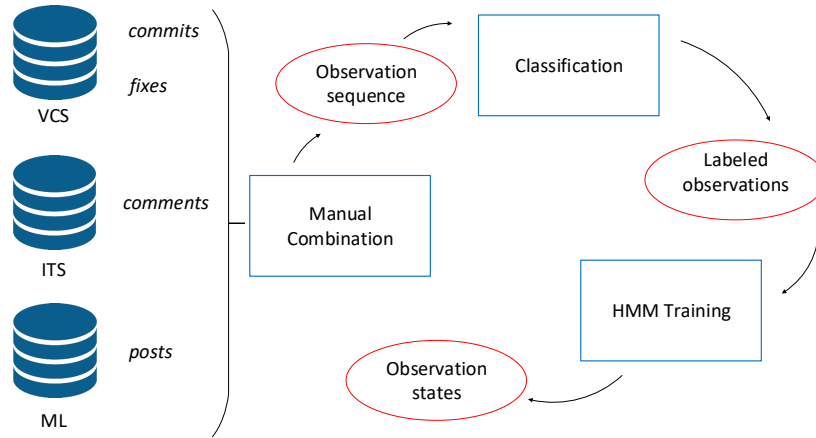 commits
fixes
VCS
comments
ITS
posts
ML
Manual
Combination
Observation
sequence
Classification
Labeled
observations
HMM Training
Observation
states